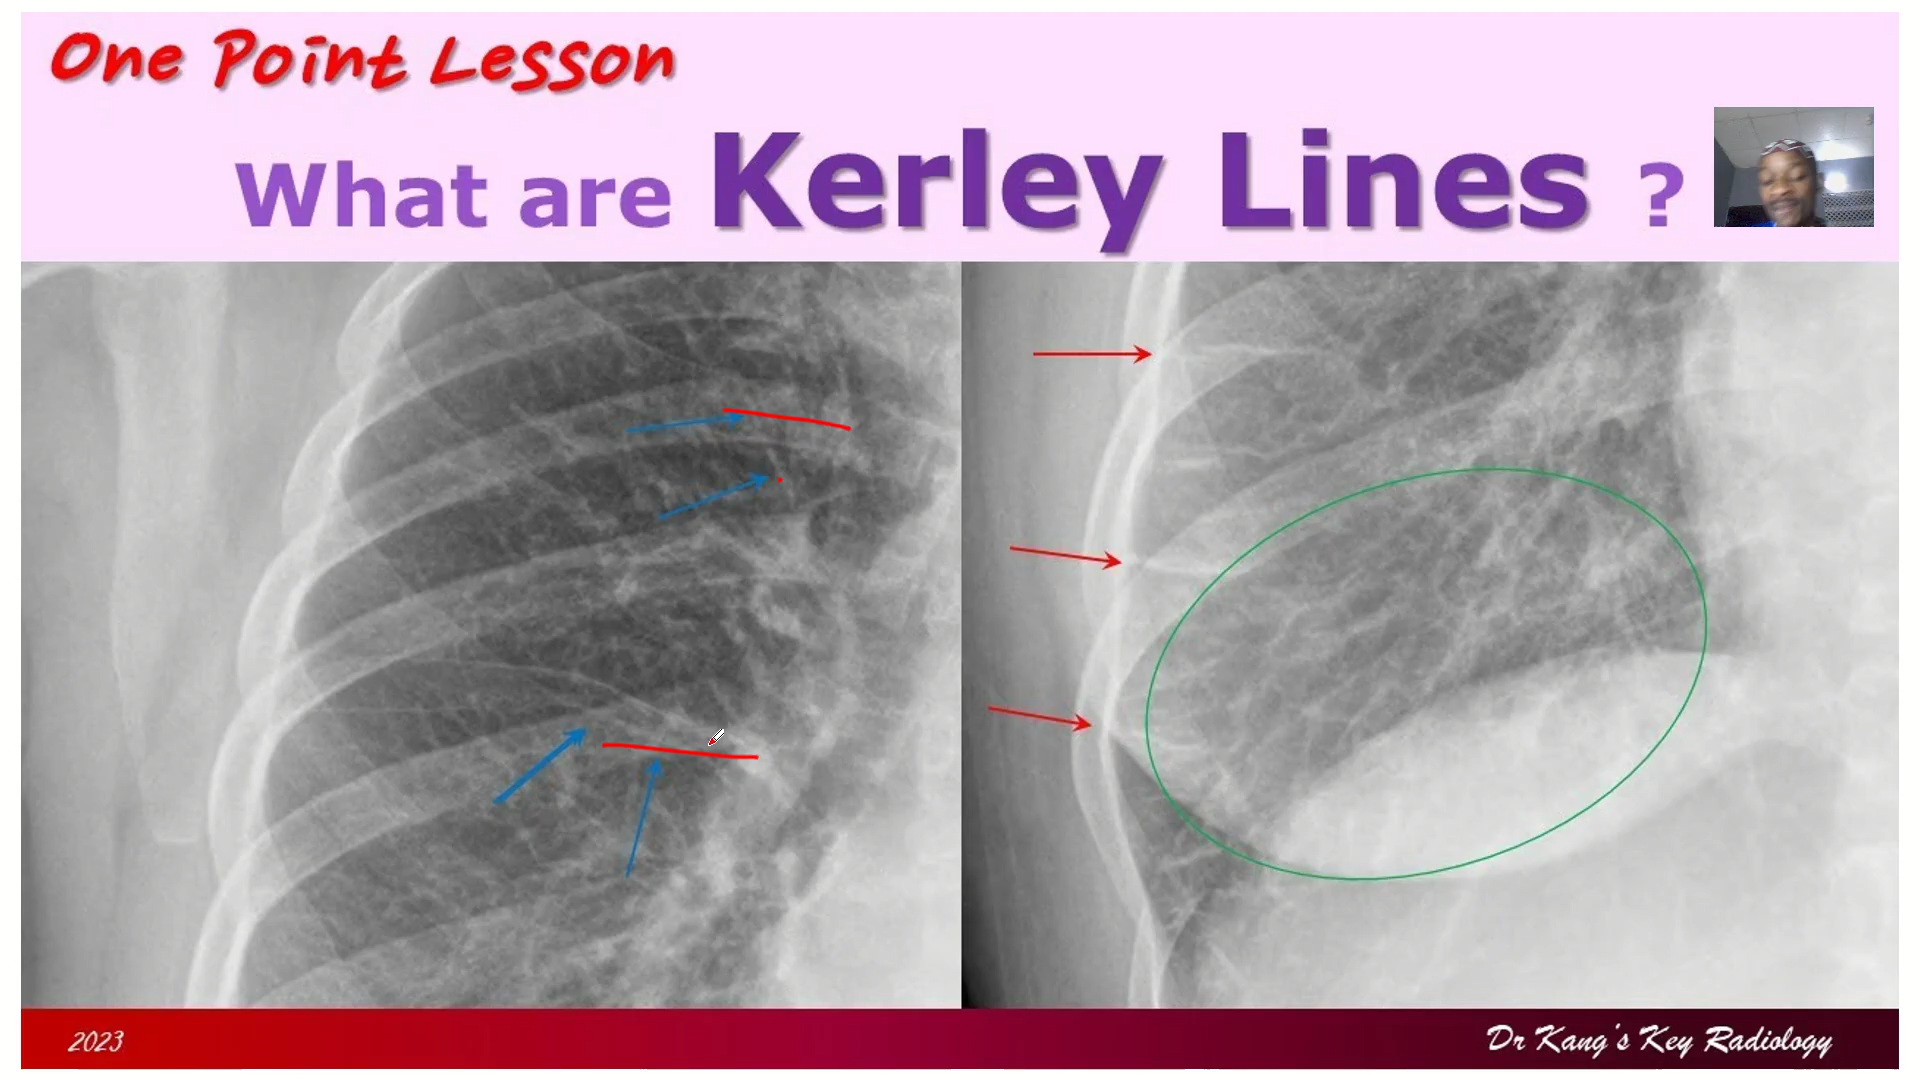 One Point Lesson
What are Kerley Lines ?
2023
Dr Kang's Key Radiology